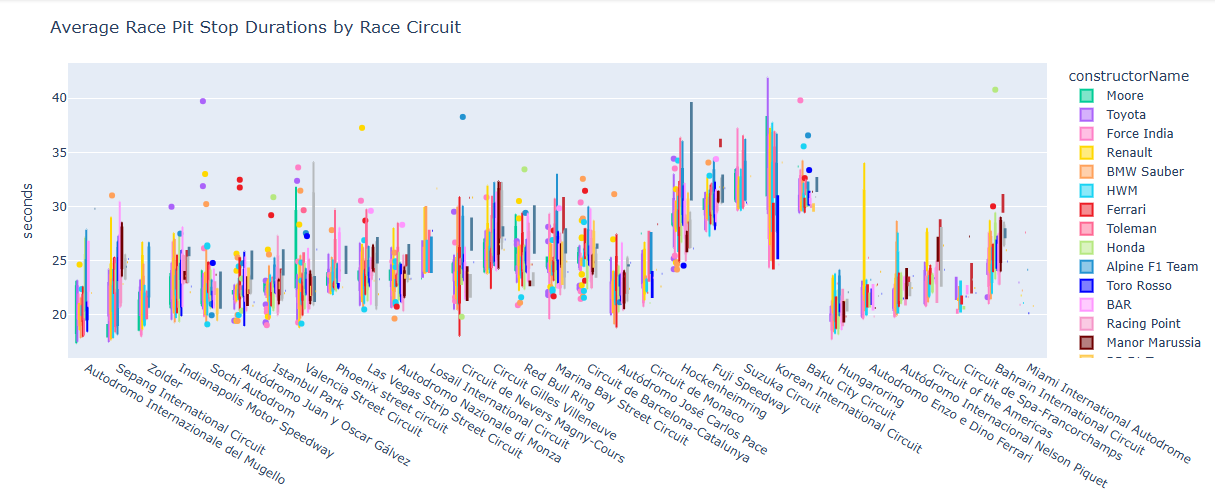 Average Race Pit Stop Durations by Race Circuit
seconds
40
35
30
25
20
Autodromo Internazionale del Mugello
Sepang International Circuit
Zolder
Indianapolis Motor Speedway
Sochi Autodrom
Autódromo Juan y Oscar Gálvez
Istanbul Park
Valencia Street Circuit
Phoenix street circuit
Las Vegas Strip Street Circuit
Autodromo Nazionale di Monza
Losail International Circuit
Circuit de Nevers Magny-Cours
Circuit Gilles Villeneuve
Red Bull Ring
Marina Bay Street Circuit
Circuit de Barcelona-Catalunya
Autódromo José Carlos Pace
Circuit de Monaco
Hockenheimring
Fuji Speedway
Suzuka Circuit
Korean International Circuit
Baku City Circuit
Hungaroring
Autodromo Enzo e Dino Ferrari
Autódromo Internacional Nelson Piquet
Circuit of the Americas
Circuit de Spa-Francorchamps
Bahrain International Circuit
Miami International Autodrome
constructorName
Moore
Toyota
Force India
Renault
BMW Sauber
HWM
Ferrari
Toleman
Honda
Alpine F1 Team
Toro Rosso
BAR
Racing Point
Manor Marussia